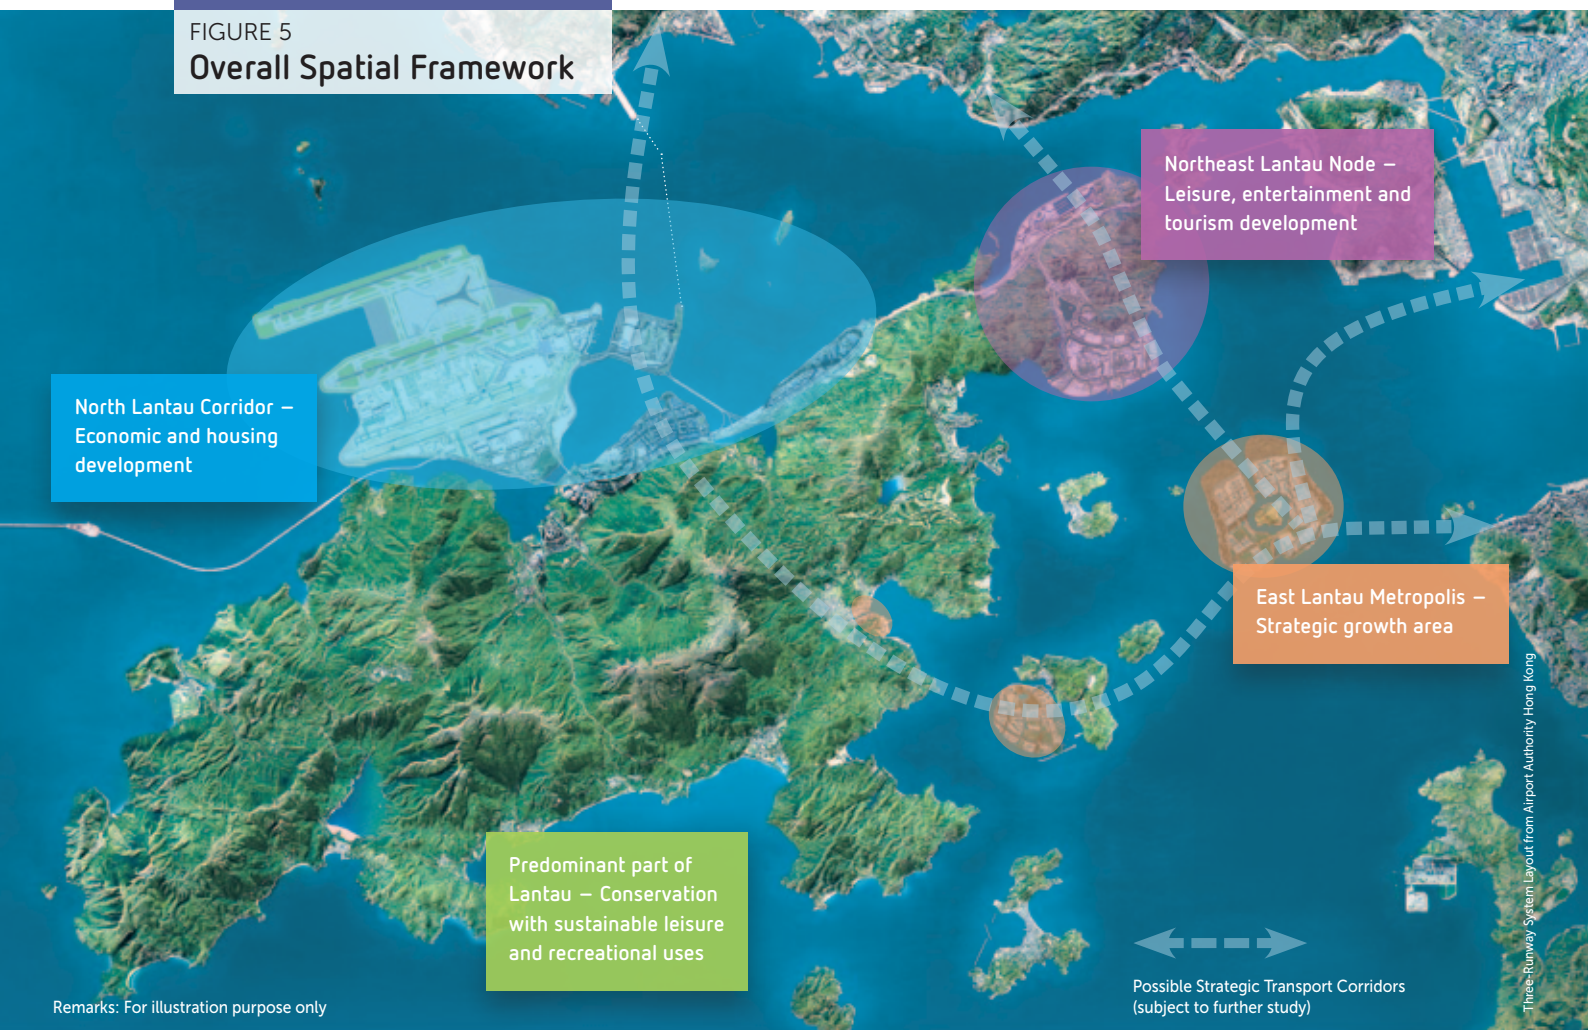 FIGURE 5
Overall Spatial Framework
Northeast Lantau Node –
Leisure, entertainment and
tourism development
North Lantau Corridor –
Economic and housing
development
East Lantau Metropolis –
Strategic growth area
Predominant part of
Lantau – Conservation
with sustainable leisure
and recreational uses
Possible Strategic Transport Corridors
(subject to further study)
Remarks: For illustration purpose only
Three-Runway System Layout from Airport Authority Hong Kong